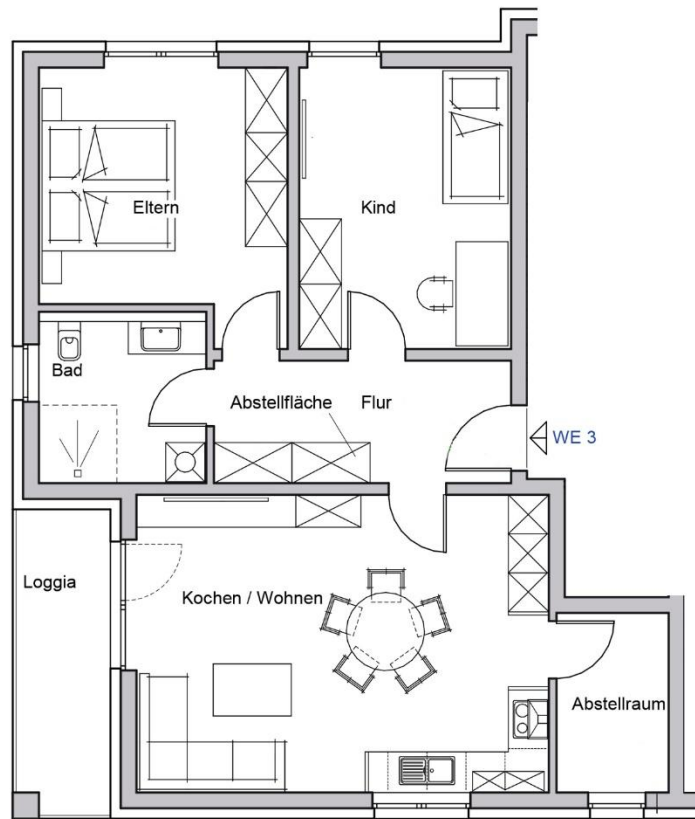 Eltern
Kind
Bad
Abstellfläche
Flur
WE 3
Loggia
Kochen / Wohnen
Abstellraum